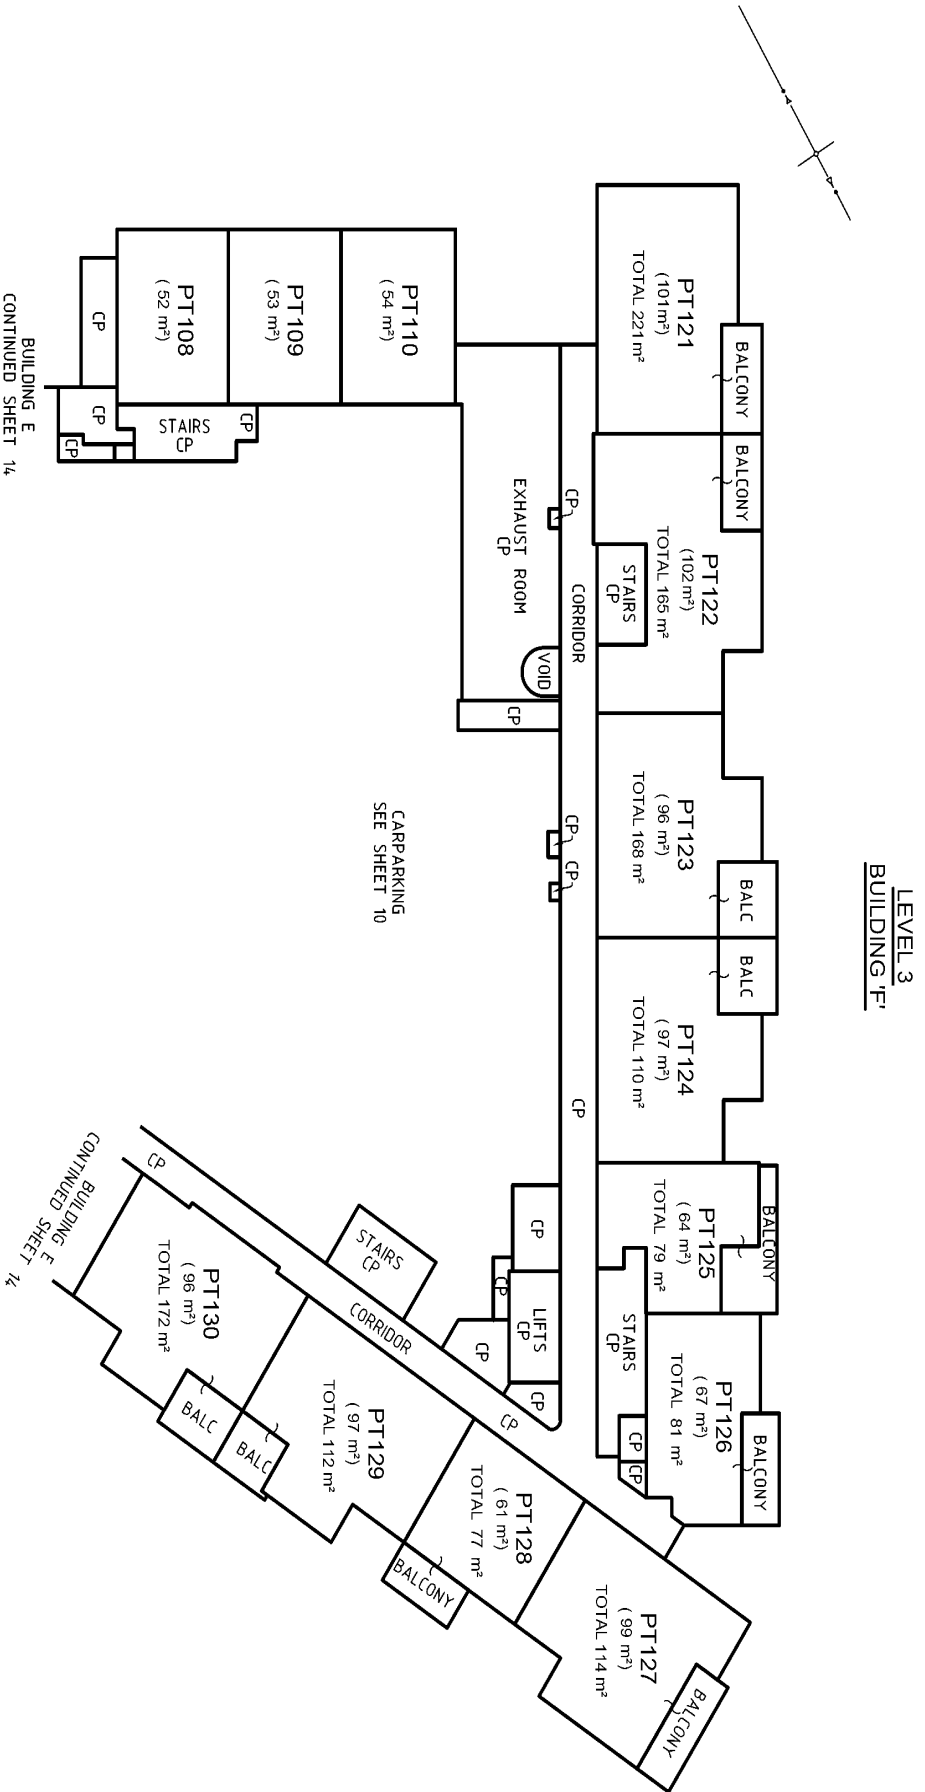 LEVEL 3
BUILDING 'F'
PT121
(101m²)
TOTAL 221 m²
BALCONY
BALCONY
PT122
(102 m²)
TOTAL 165 m²
STAIRS
CP
PT123
( 96 m²)
TOTAL 168 m²
BALC
BALC
PT124
( 97 m²)
TOTAL 110 m²
PT125
( 64 m²)
TOTAL 79 m²
BALCONY
PT126
( 67 m²)
TOTAL 81 m²
BALCONY
STAIRS
CP
CP
CP
PT110
( 54 m²)
PT109
( 53 m²)
PT108
( 52 m²)
CP
CP
CP
STAIRS
CP
CP
BUILDING E
CONTINUED SHEET 14
EXHAUST ROOM
CP
CP
CORRIDOR
VOID
CP
CP
CP
CP
CARPARKING
SEE SHEET 10
CP
CP
LIFTS
CP
CP
CP
CP
STAIRS
CP
CORRIDOR
CP
BUILDING E
CONTINUED SHEET 14
PT130
( 96 m²)
TOTAL 172 m²
BALC
BALC
PT129
( 97 m²)
TOTAL 112 m²
PT128
( 61 m²)
TOTAL 77 m²
BALCONY
PT127
( 99 m²)
TOTAL 114 m²
BALCONY